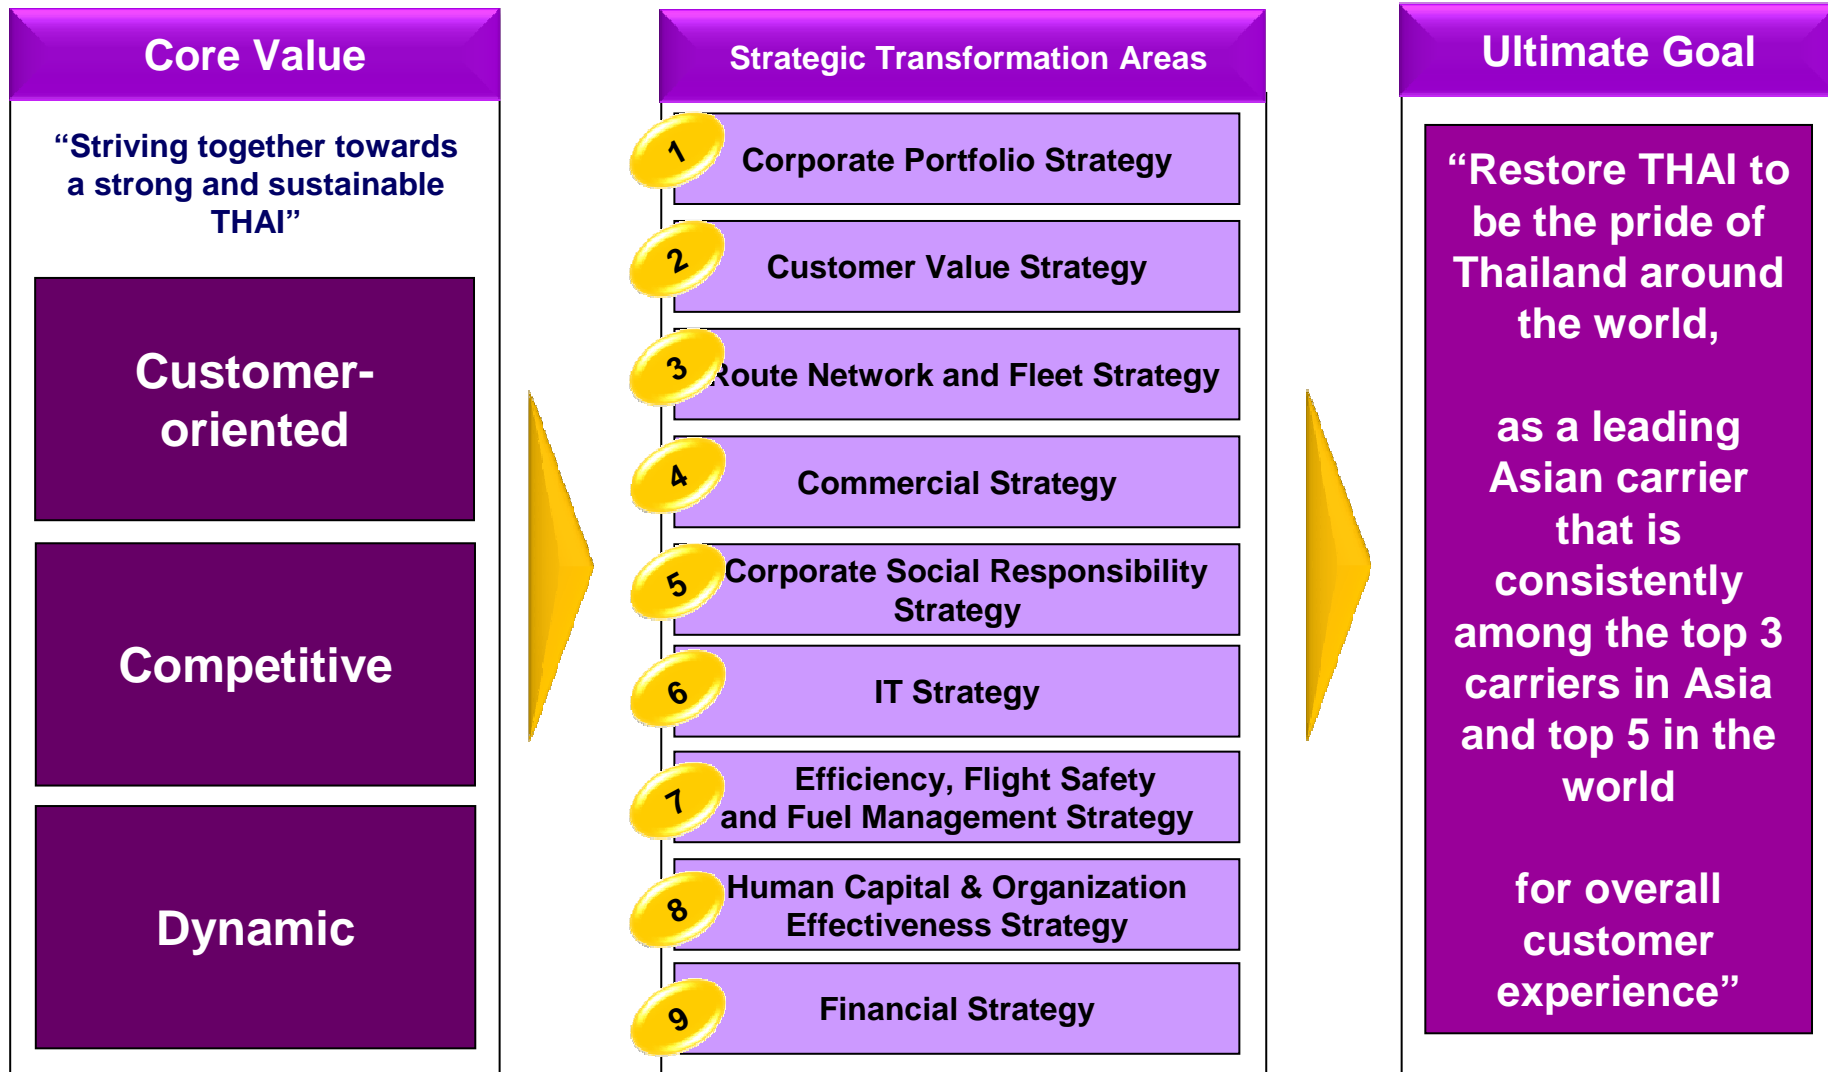 Core Value
“Striving together towards
a strong and sustainable
THAI”
Customer-
oriented
Competitive
Dynamic
Strategic Transformation Areas
1
Corporate Portfolio Strategy
2
Customer Value Strategy
3
Route Network and Fleet Strategy
4
Commercial Strategy
5
Corporate Social Responsibility
Strategy
6
IT Strategy
7
Efficiency, Flight Safety
and Fuel Management Strategy
8
Human Capital & Organization
Effectiveness Strategy
9
Financial Strategy
Ultimate Goal
“Restore THAI to
be the pride of
Thailand around
the world,
as a leading
Asian carrier
that is
consistently
among the top 3
carriers in Asia
and top 5 in the
world
for overall
customer
experience”